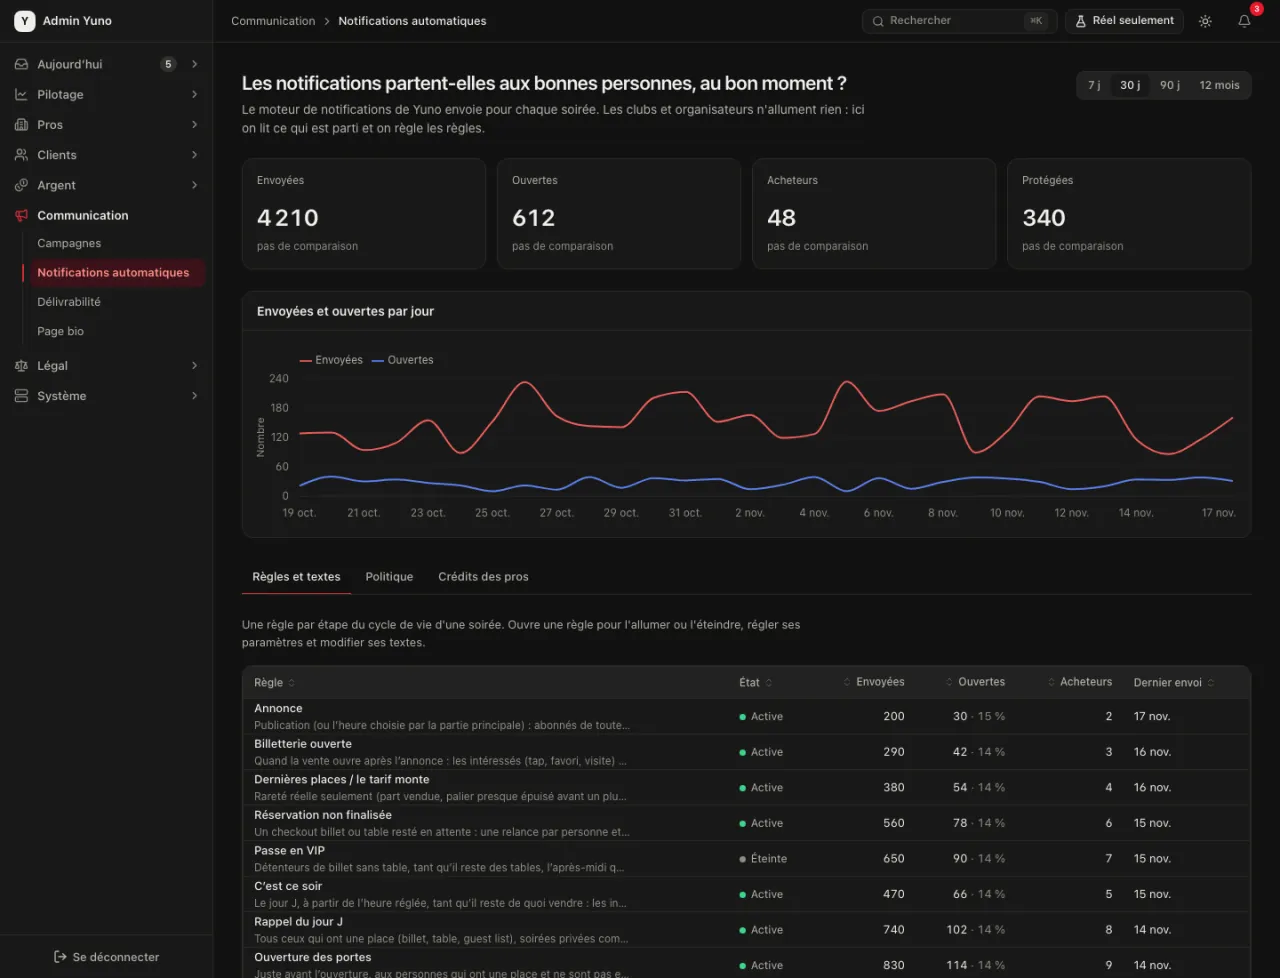 Y Admin Yuno
Communication > Notifications automatiques
Rechercher ⌘K
Réel seulement
3
Aujourd'hui 5
Pilotage
Pros
Clients
Argent
Communication
Campagnes
Notifications automatiques
Délivrabilité
Page bio
Légal
Système
Se déconnecter
Les notifications partent-elles aux bonnes personnes, au bon moment ?
Le moteur de notifications de Yuno envoie pour chaque soirée. Les clubs et organisateurs n'allument rien : ici
on lit ce qui est parti et on règle les règles.
7 j 30 j 90 j 12 mois
Envoyées
4 210
pas de comparaison
Ouvertes
612
pas de comparaison
Acheteurs
48
pas de comparaison
Protégées
340
pas de comparaison
Envoyées et ouvertes par jour
Envoyées Ouvertes
Nombre
240
180
120
60
0
19 oct. 21 oct. 23 oct. 25 oct. 27 oct. 29 oct. 31 oct. 2 nov. 4 nov. 6 nov. 8 nov. 10 nov. 12 nov. 14 nov. 17 nov.
Règles et textes Politique Crédits des pros
Une règle par étape du cycle de vie d'une soirée. Ouvre une règle pour l'allumer ou l'éteindre, régler ses
paramètres et modifier ses textes.
Règle État Envoyées Ouvertes Acheteurs Dernier envoi
Annonce
Publication (ou l'heure choisie par la partie principale) : abonnés de toute…
Active 200 30 · 15 % 2 17 nov.
Billetterie ouverte
Quand la vente ouvre après l'annonce : les intéressés (tap, favori, visite) …
Active 290 42 · 14 % 3 16 nov.
Dernières places / le tarif monte
Rareté réelle seulement (part vendue, palier presque épuisé avant un plu…
Active 380 54 · 14 % 4 16 nov.
Réservation non finalisée
Un checkout billet ou table resté en attente : une relance par personne et…
Active 560 78 · 14 % 6 15 nov.
Passe en VIP
Détenteurs de billet sans table, tant qu'il reste des tables, l'après-midi q…
Éteinte 650 90 · 14 % 7 15 nov.
C'est ce soir
Le jour J, à partir de l'heure réglée, tant qu'il reste de quoi vendre : les in…
Active 470 66 · 14 % 5 15 nov.
Rappel du jour J
Tous ceux qui ont une place (billet, table, guest list), soirées privées com…
Active 740 102 · 14 % 8 14 nov.
Ouverture des portes
Juste avant l'ouverture, aux personnes qui ont une place et ne sont pas e…
Active 830 114 · 14 % 9 14 nov.